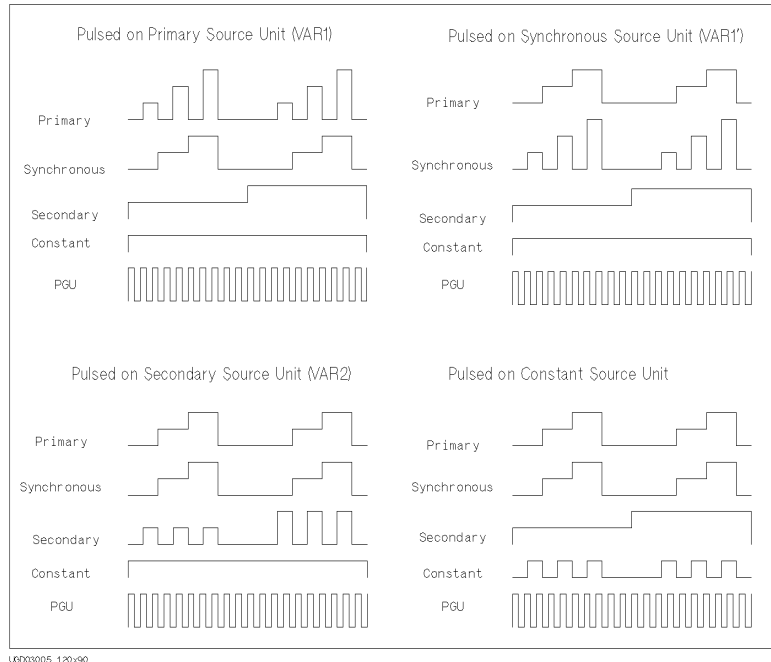 Pulsed on Primary Source Unit (VAR1)
Primary
Synchronous
Secondary
Constant
PGU
Pulsed on Synchronous Source Unit (VAR1')
Primary
Synchronous
Secondary
Constant
PGU
Pulsed on Secondary Source Unit (VAR2)
Primary
Synchronous
Secondary
Constant
PGU
Pulsed on Constant Source Unit
Primary
Synchronous
Secondary
Constant
PGU
UGD03005 120x90